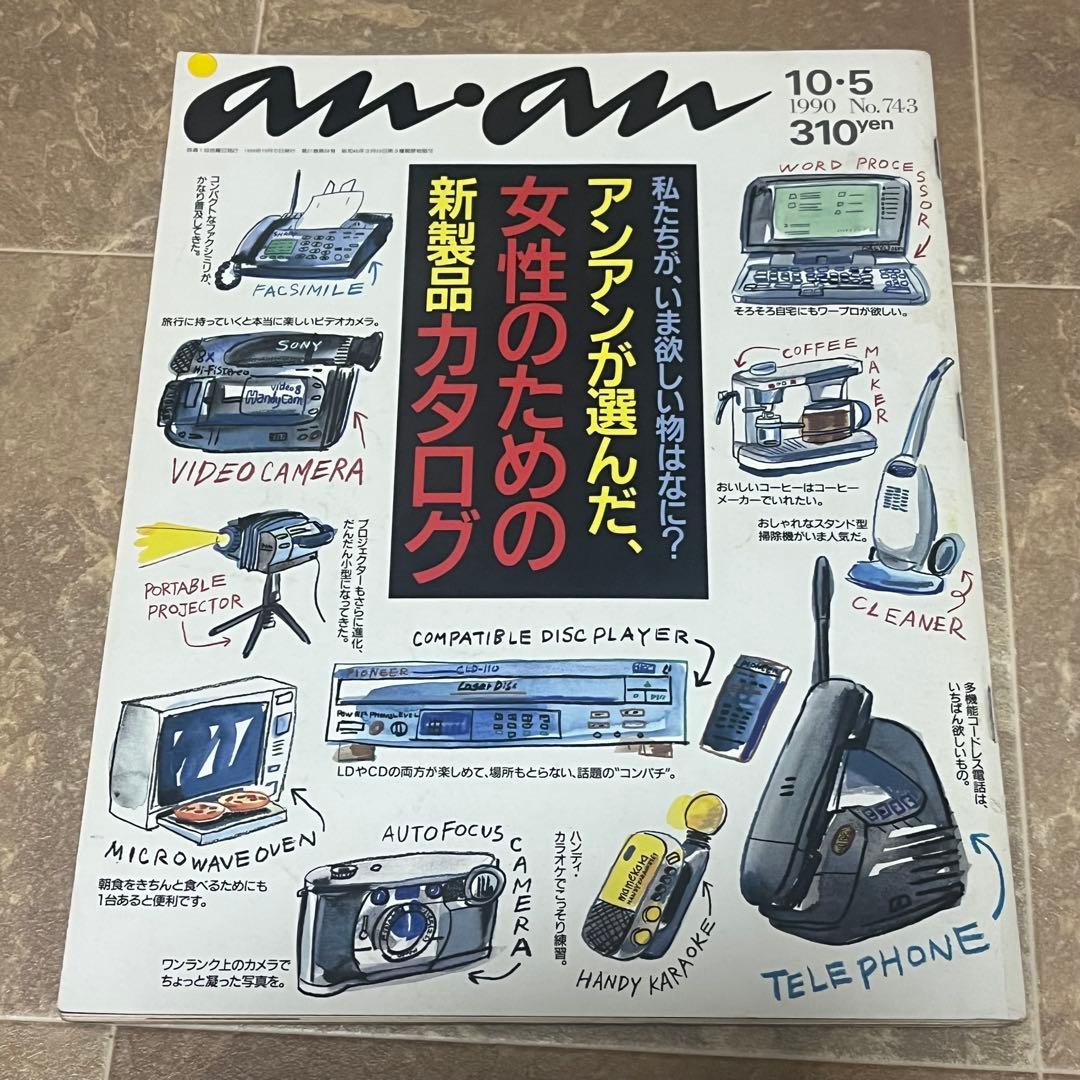 an・an
10・5
1990 No.743
310yen
私たちが、いま欲しい物はなに？
アンアンが選んだ、
女性のための
新製品カタログ
コンパクトなファクシミリが、
かなり普及してきた。
FACSIMILE
WORD PROCESSOR
そろそろ自宅にもワープロが欲しい。
旅行に持っていくと本当に楽しいビデオカメラ。
SONY
8x
Hi-Fi Stereo
Video8
HandyCam
VIDEO CAMERA
COFFEE MAKER
おいしいコーヒーはコーヒー
メーカーでいれたい。
おしゃれなスタンド型
掃除機がいま人気だ。
CLEANER
プロジェクターもさらに進化、
だんだん小型になってきた。
PORTABLE
PROJECTOR
COMPATIBLE DISC PLAYER
PIONEER
CLD-110
LaserDisc
PIONEER
LDやCDの両方が楽しめて、場所もとらない、話題の“コンパチ”。
多機能コードレス電話は、
いちばん欲しいもの。
TELEPHONE
MICROWAVE OVEN
朝食をきちんと食べるためにも
1台あると便利です。
AUTOFOCUS
CAMERA
ワンランク上のカメラで
ちょっと凝った写真を。
ハンディ・
カラオケでこっそり練習。
mamekara
HANDY KARAOKE